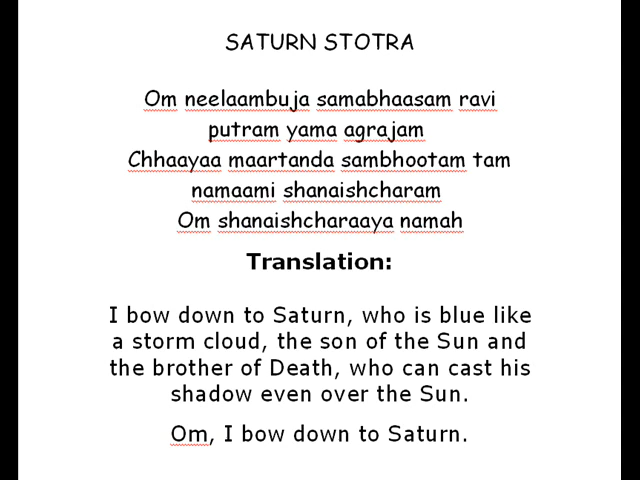 SATURN STOTRA
Om neelaambuja samabhaasam ravi
putram yama agrajam
Chhaayaa maartanda sambhootam tam
namaami shanaishcharam
Om shanaishcharaaya namah
Translation:
I bow down to Saturn, who is blue like
a storm cloud, the son of the Sun and
the brother of Death, who can cast his
shadow even over the Sun.
Om, I bow down to Saturn.